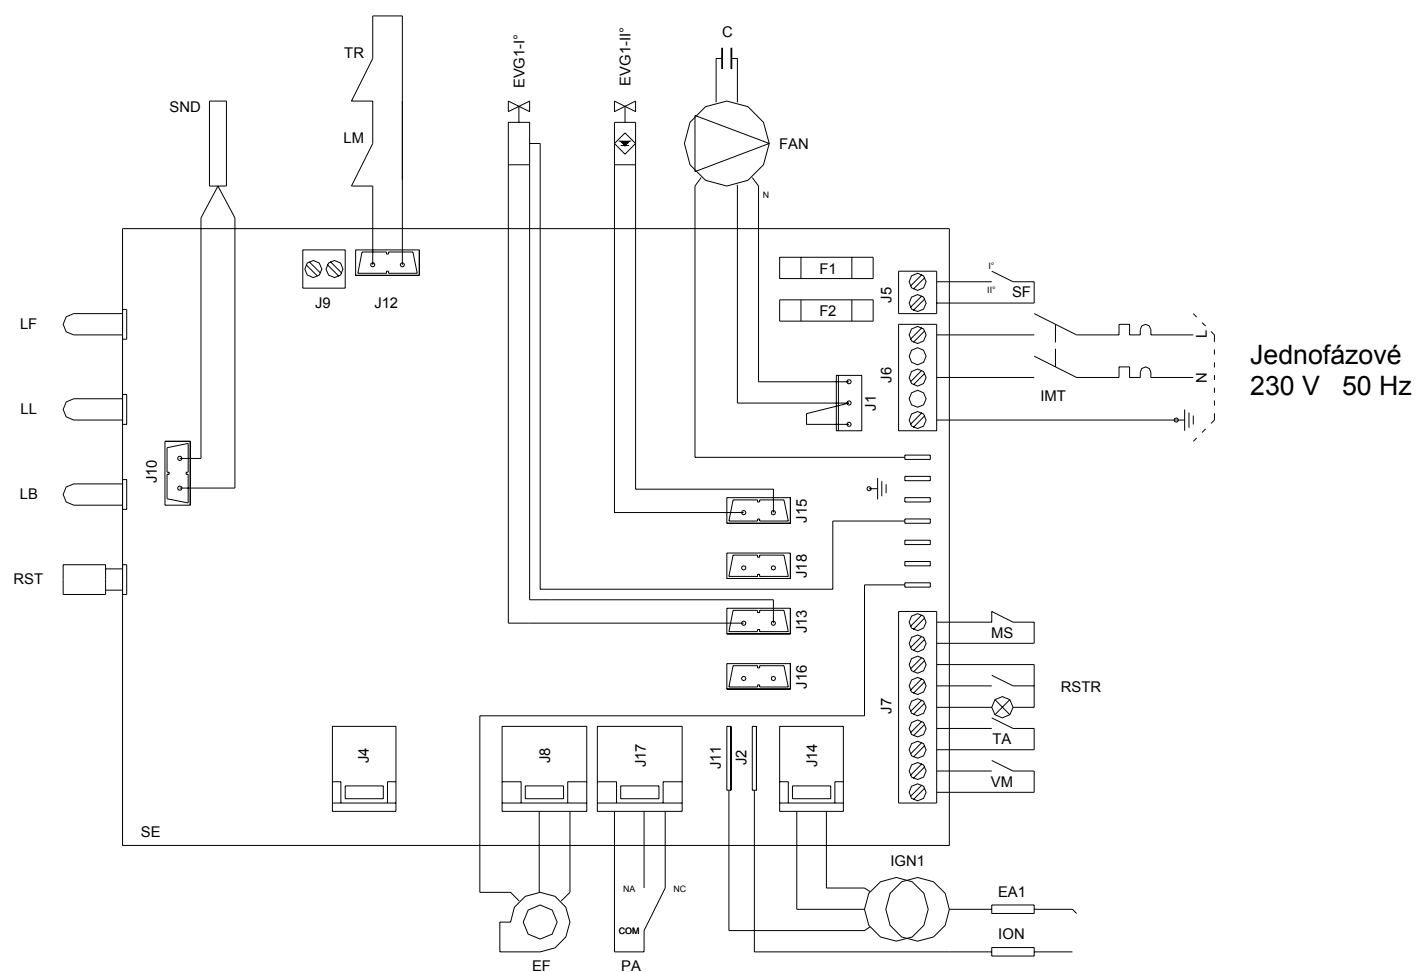 EVG1-I°
EVG1-II°
C
TR
SND
LM
FAN
N
F1
F2
J5
I°
II°
SF
J9
J12
LF
L
N
Jednofázové
230 V 50 Hz
J6
IMT
J1
LL
J10
LB
J15
J18
RST
J13
MS
J16
RSTR
J7
TA
VM
J4
J8
J17
J11
J2
J14
SE
IGN1
NA
NC
COM
EA1
ION
EF
PA